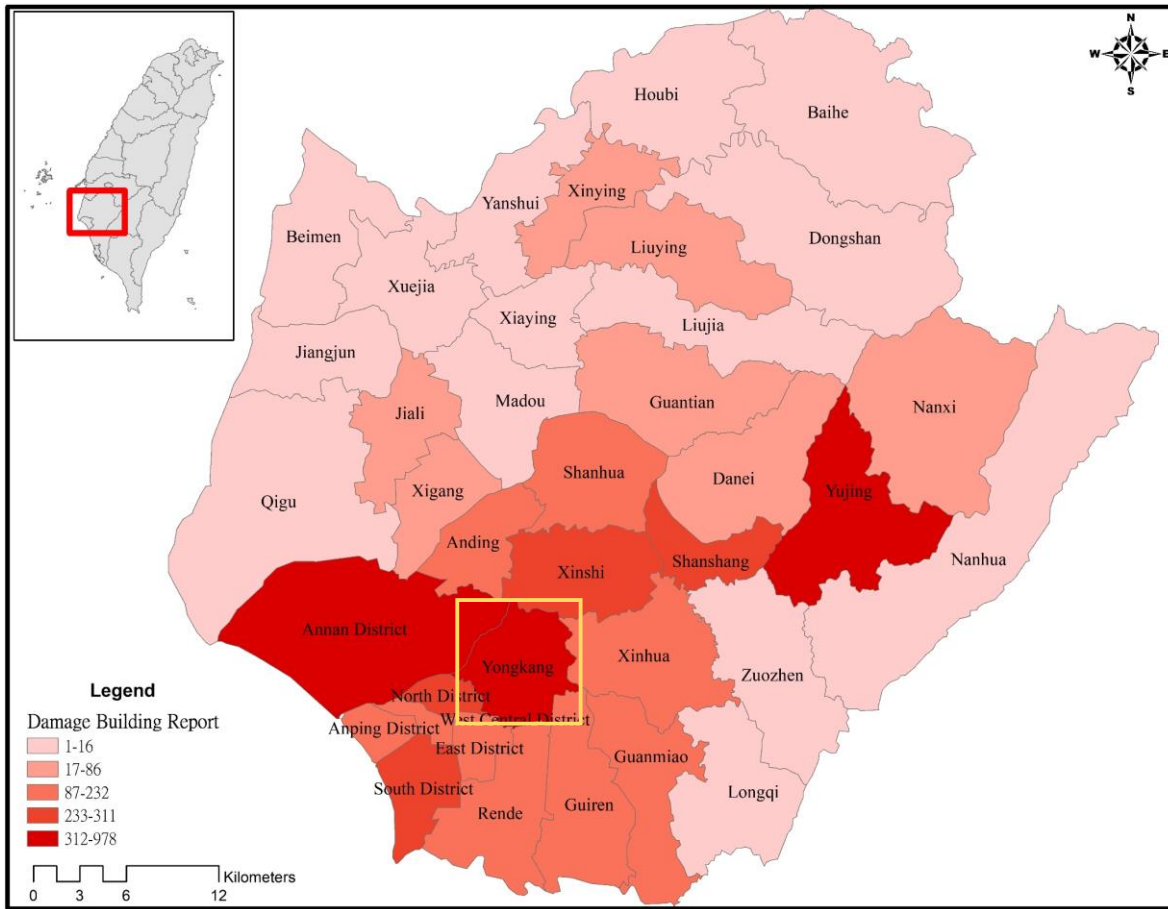 N
W E
S
Houbi
Baihe
Xinying
Yanshui
Beimen
Dongshan
Liuying
Xuejia
Xiaying
Liujia
Jiangjun
Madou
Guantian
Nanxi
Jiali
Shanhua
Danei
Yujing
Xigang
Qigu
Anding
Nanhua
Shanshang
Xinshi
Annan District
Xinhua
Yongkang
Zuozhen
North District
West Central District
Anping District
East District
Guanmiao
South District
Longqi
Guiren
Rende
Legend
Damage Building Report
1-16
17-86
87-232
233-311
312-978
Kilometers
0 3 6 12